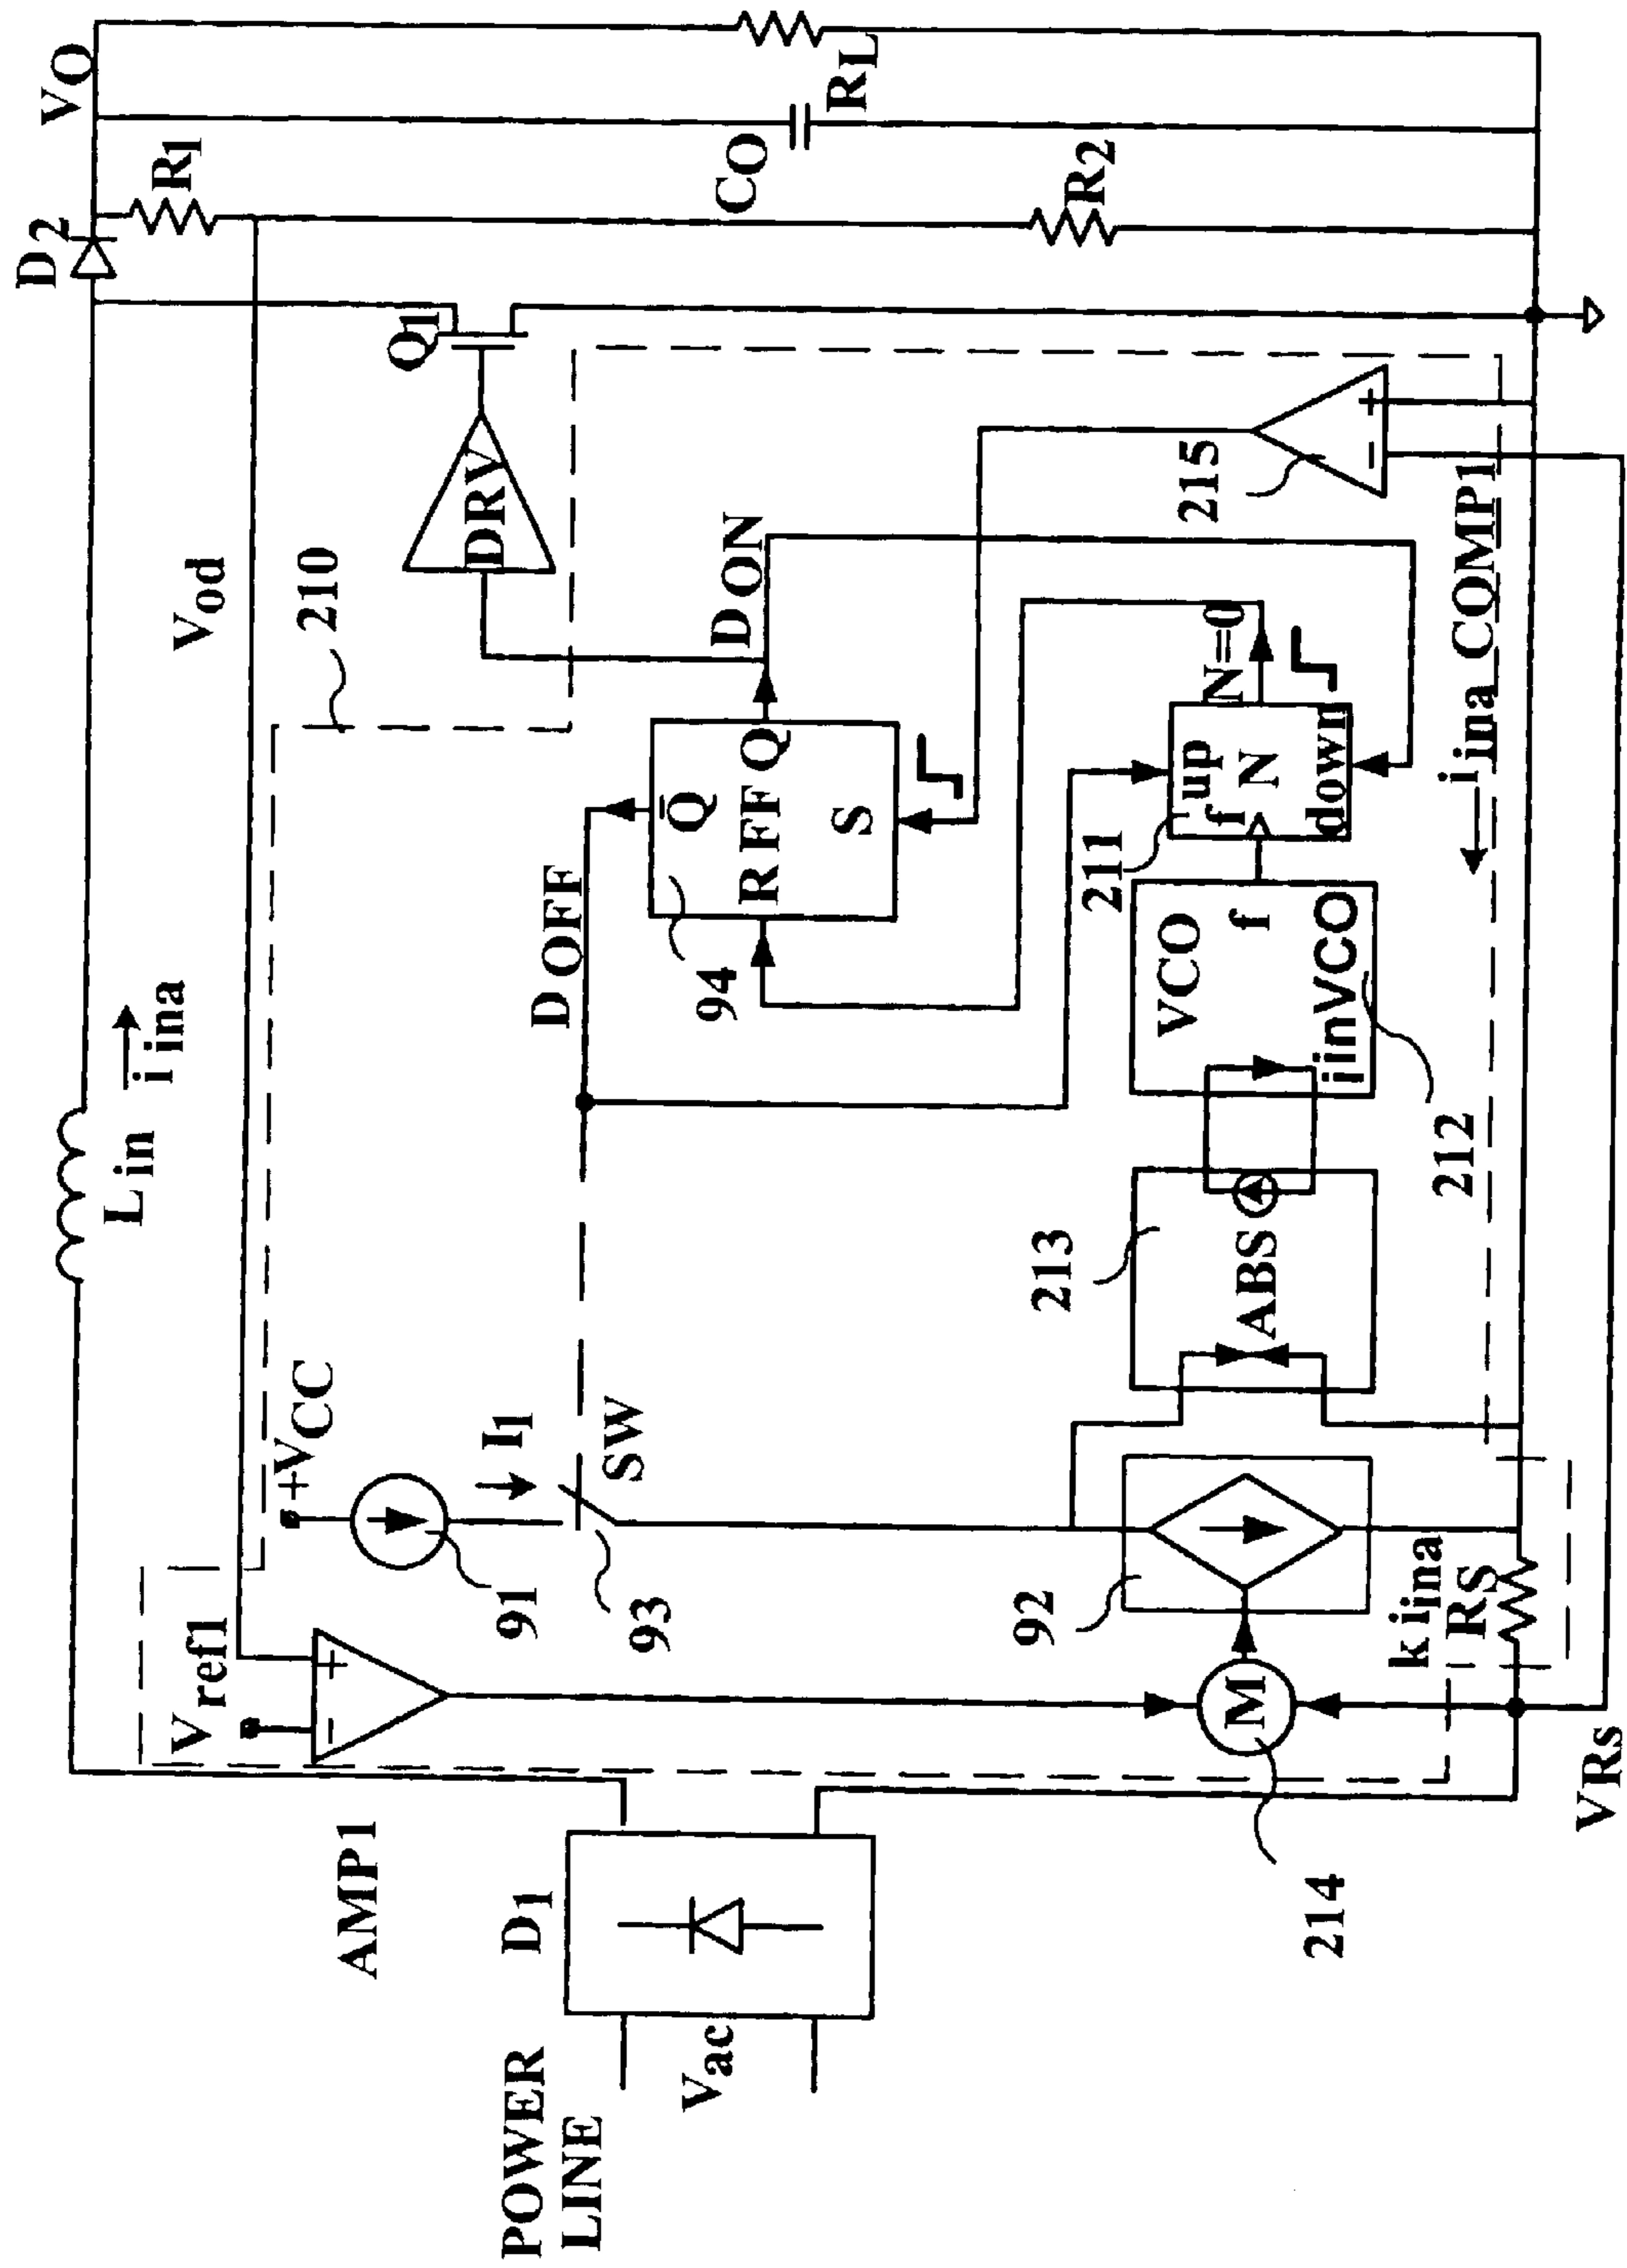 POWER
LINE
Vac
D1
AMP1
Vref1
+VCC
I1
91
SW
93
92
k iina
RS
M
214
VRs
Lin
iina
Vod
210
DOFF
DON
94
Q̄
R FF Q
S
DRV
Q1
D2
VO
R1
R2
CO
RL
213
ABS
VCO
f
iinVCO
212
211
up
f N
down
N=0
215
- +
iina COMP1
- +